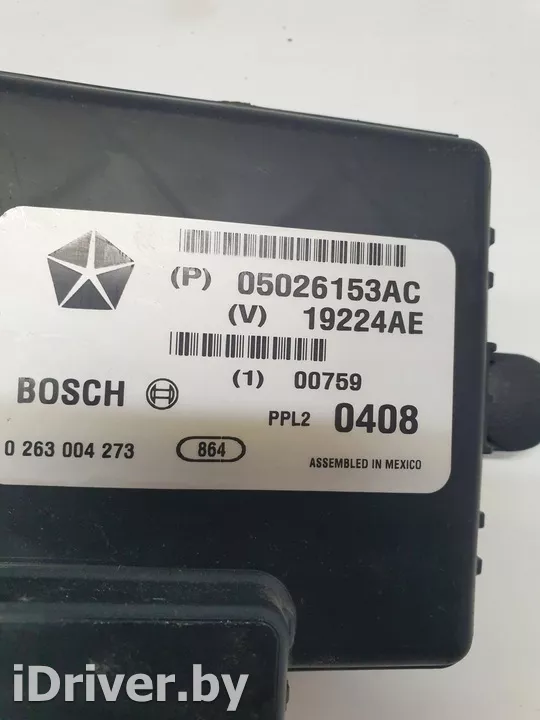 (P) 05026153AC
(V) 19224AE
(1) 00759
BOSCH
PPL2 0408
0 263 004 273
864
ASSEMBLED IN MEXICO
iDriver.by